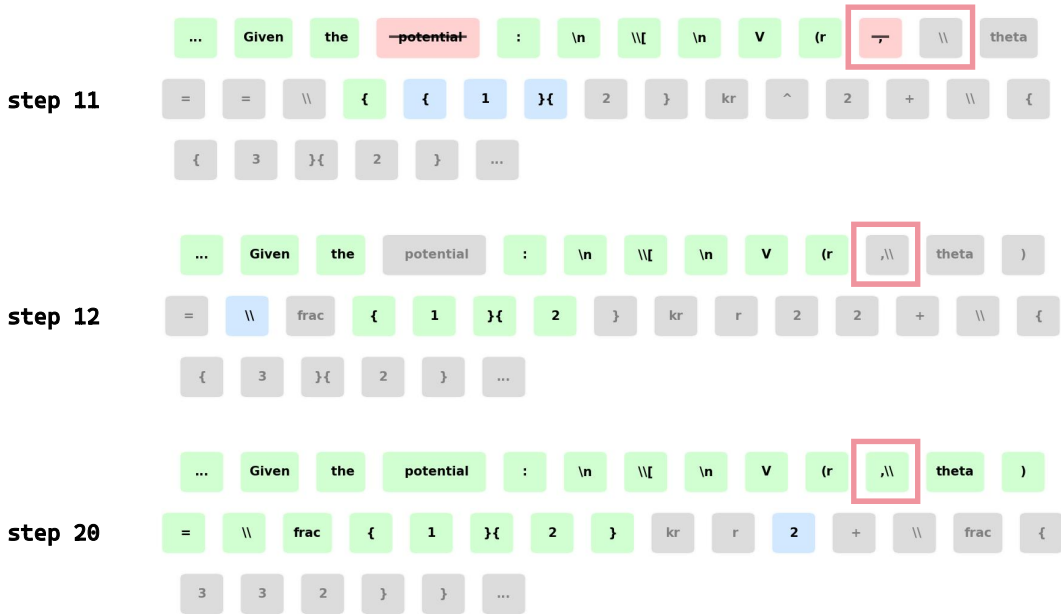 ... Given the potential : \n \\[ \n V (r , \\ theta
step 11 = = \\ { { 1 }{ 2 } kr ^ 2 + \\ {
{ 3 }{ 2 } ...
... Given the potential : \n \\[ \n V (r ,\\ theta )
step 12 = \\ frac { 1 }{ 2 } kr r 2 2 + \\ {
{ 3 }{ 2 } ...
... Given the potential : \n \\[ \n V (r ,\\ theta )
step 20 = \\ frac { 1 }{ 2 } kr r 2 + \\ frac {
3 3 2 } } ...